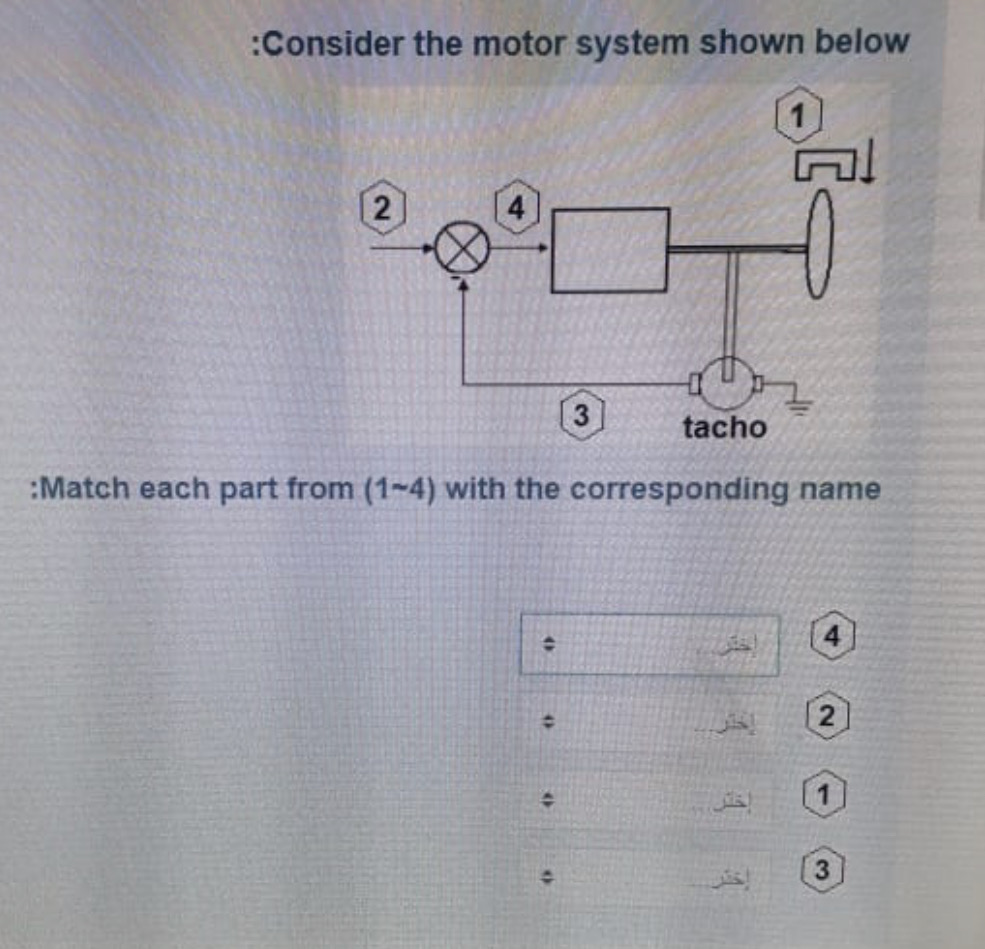 :Consider the motor system shown below
1
2
4
3
tacho
:Match each part from (1~4) with the corresponding name
إختر... 4
إختر... 2
إختر... 1
إختر... 3